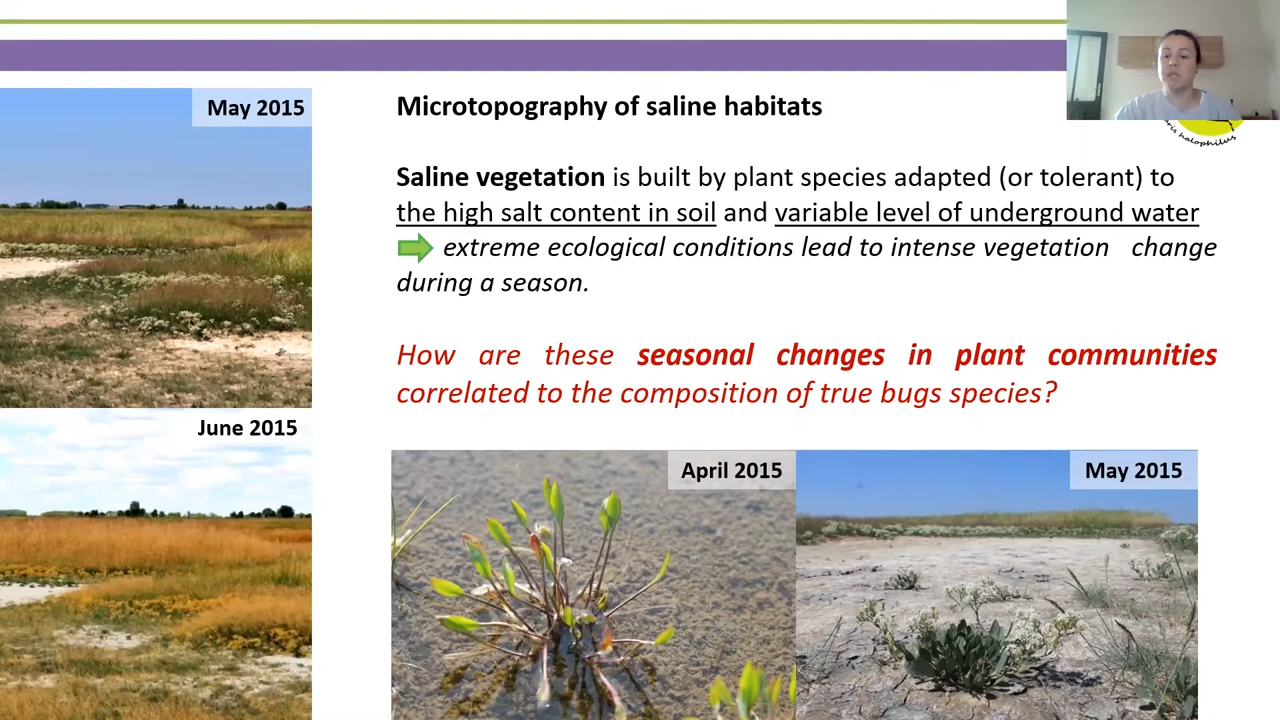 May 2015
Microtopography of saline habitats
halophilus
Saline vegetation is built by plant species adapted (or tolerant) to
the high salt content in soil and variable level of underground water
extreme ecological conditions lead to intense vegetation change
during a season.
How are these seasonal changes in plant communities
correlated to the composition of true bugs species?
June 2015
April 2015
May 2015